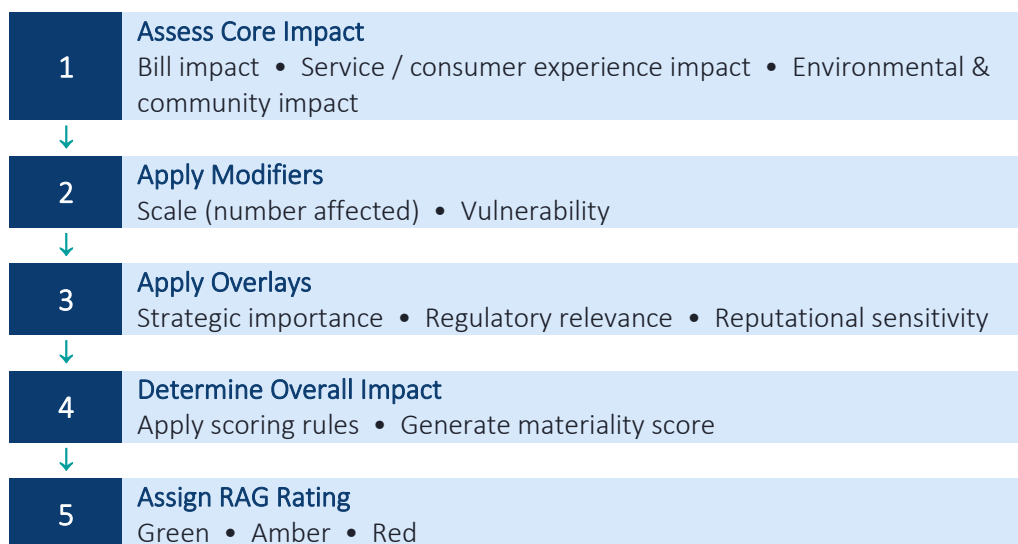 1
Assess Core Impact
Bill impact • Service / consumer experience impact • Environmental &
community impact
↓
2
Apply Modifiers
Scale (number affected) • Vulnerability
↓
3
Apply Overlays
Strategic importance • Regulatory relevance • Reputational sensitivity
↓
4
Determine Overall Impact
Apply scoring rules • Generate materiality score
↓
5
Assign RAG Rating
Green • Amber • Red